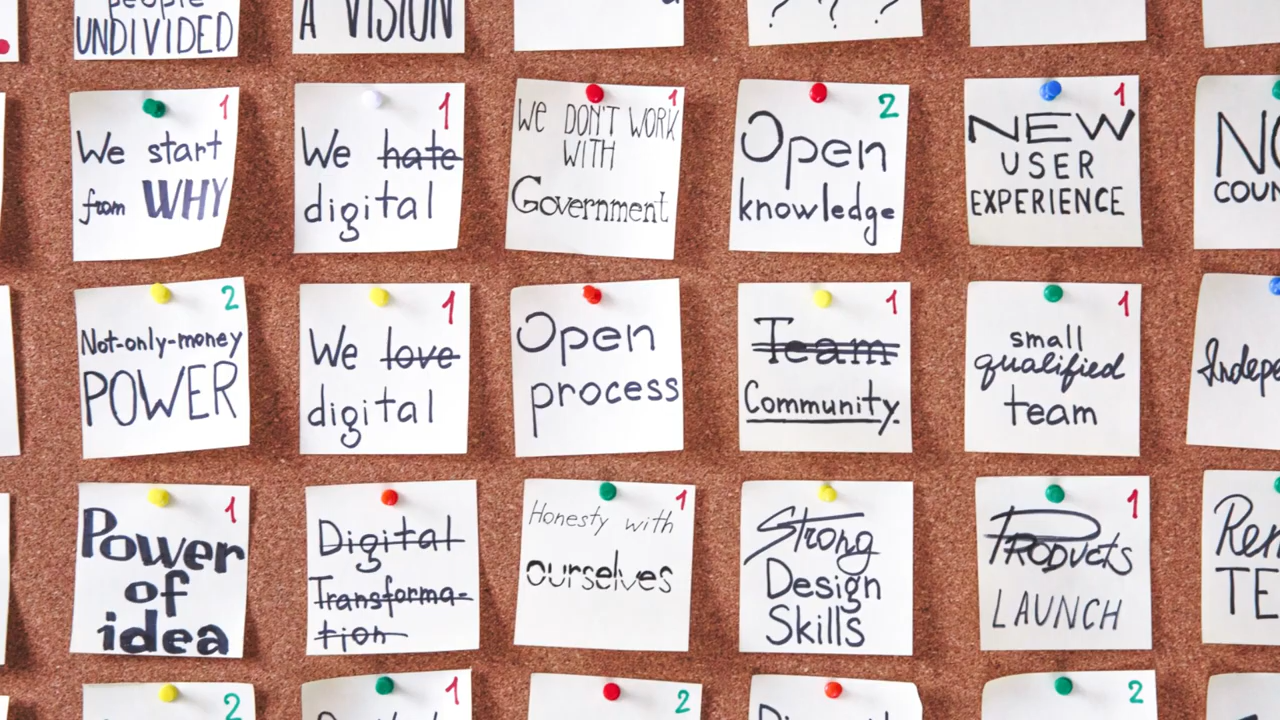 people
UNDIVIDED
A VISION
? ? ?
1
We start
from WHY
1
We hate
digital
1
WE DON'T WORK
WITH
Government
2
Open
knowledge
1
NEW
USER
EXPERIENCE
2
Not-only-money
POWER
1
We love
digital
Open
process
1
Team
Community.
1
small
qualified
team
1
Power
of
idea
Digital
Transforma-
tion
1
Honesty with
ourselves
Strong
Design
Skills
1
PRODUCTS
LAUNCH
2
1
Digital
2
2